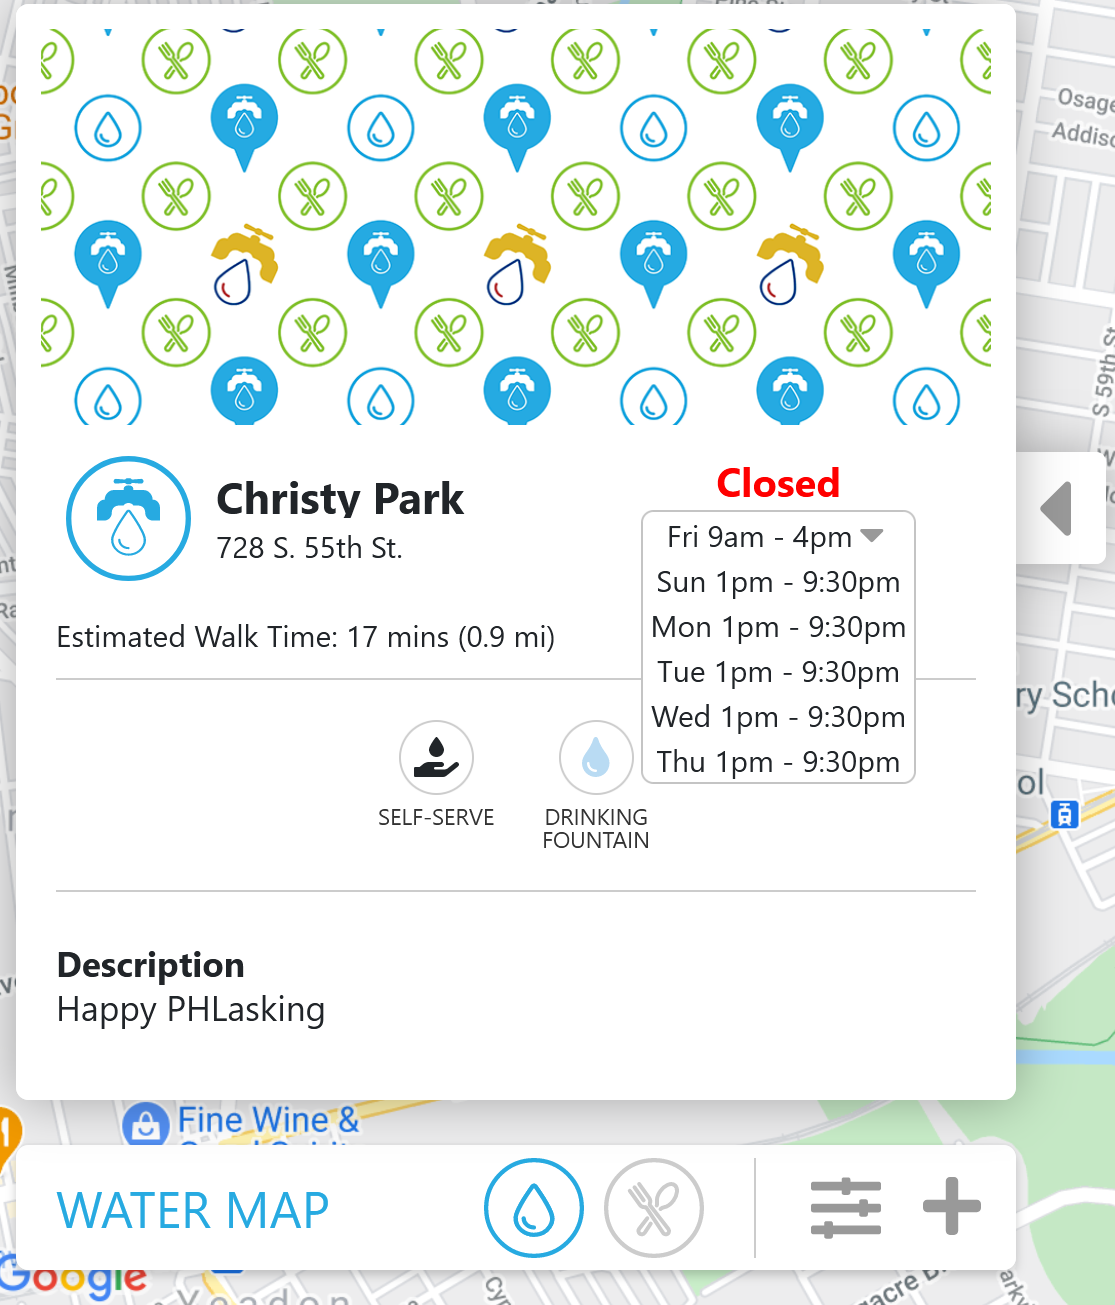 Osage
Addiso
Christy Park
728 S. 55th St.
Closed
Fri 9am - 4pm
Sun 1pm - 9:30pm
Mon 1pm - 9:30pm
Tue 1pm - 9:30pm
Wed 1pm - 9:30pm
Thu 1pm - 9:30pm
Estimated Walk Time: 17 mins (0.9 mi)
S 59th St
ry Scho
ol
SELF-SERVE
DRINKING
FOUNTAIN
Description
Happy PHLasking
Fine Wine &
WATER MAP
Google
Yeadon